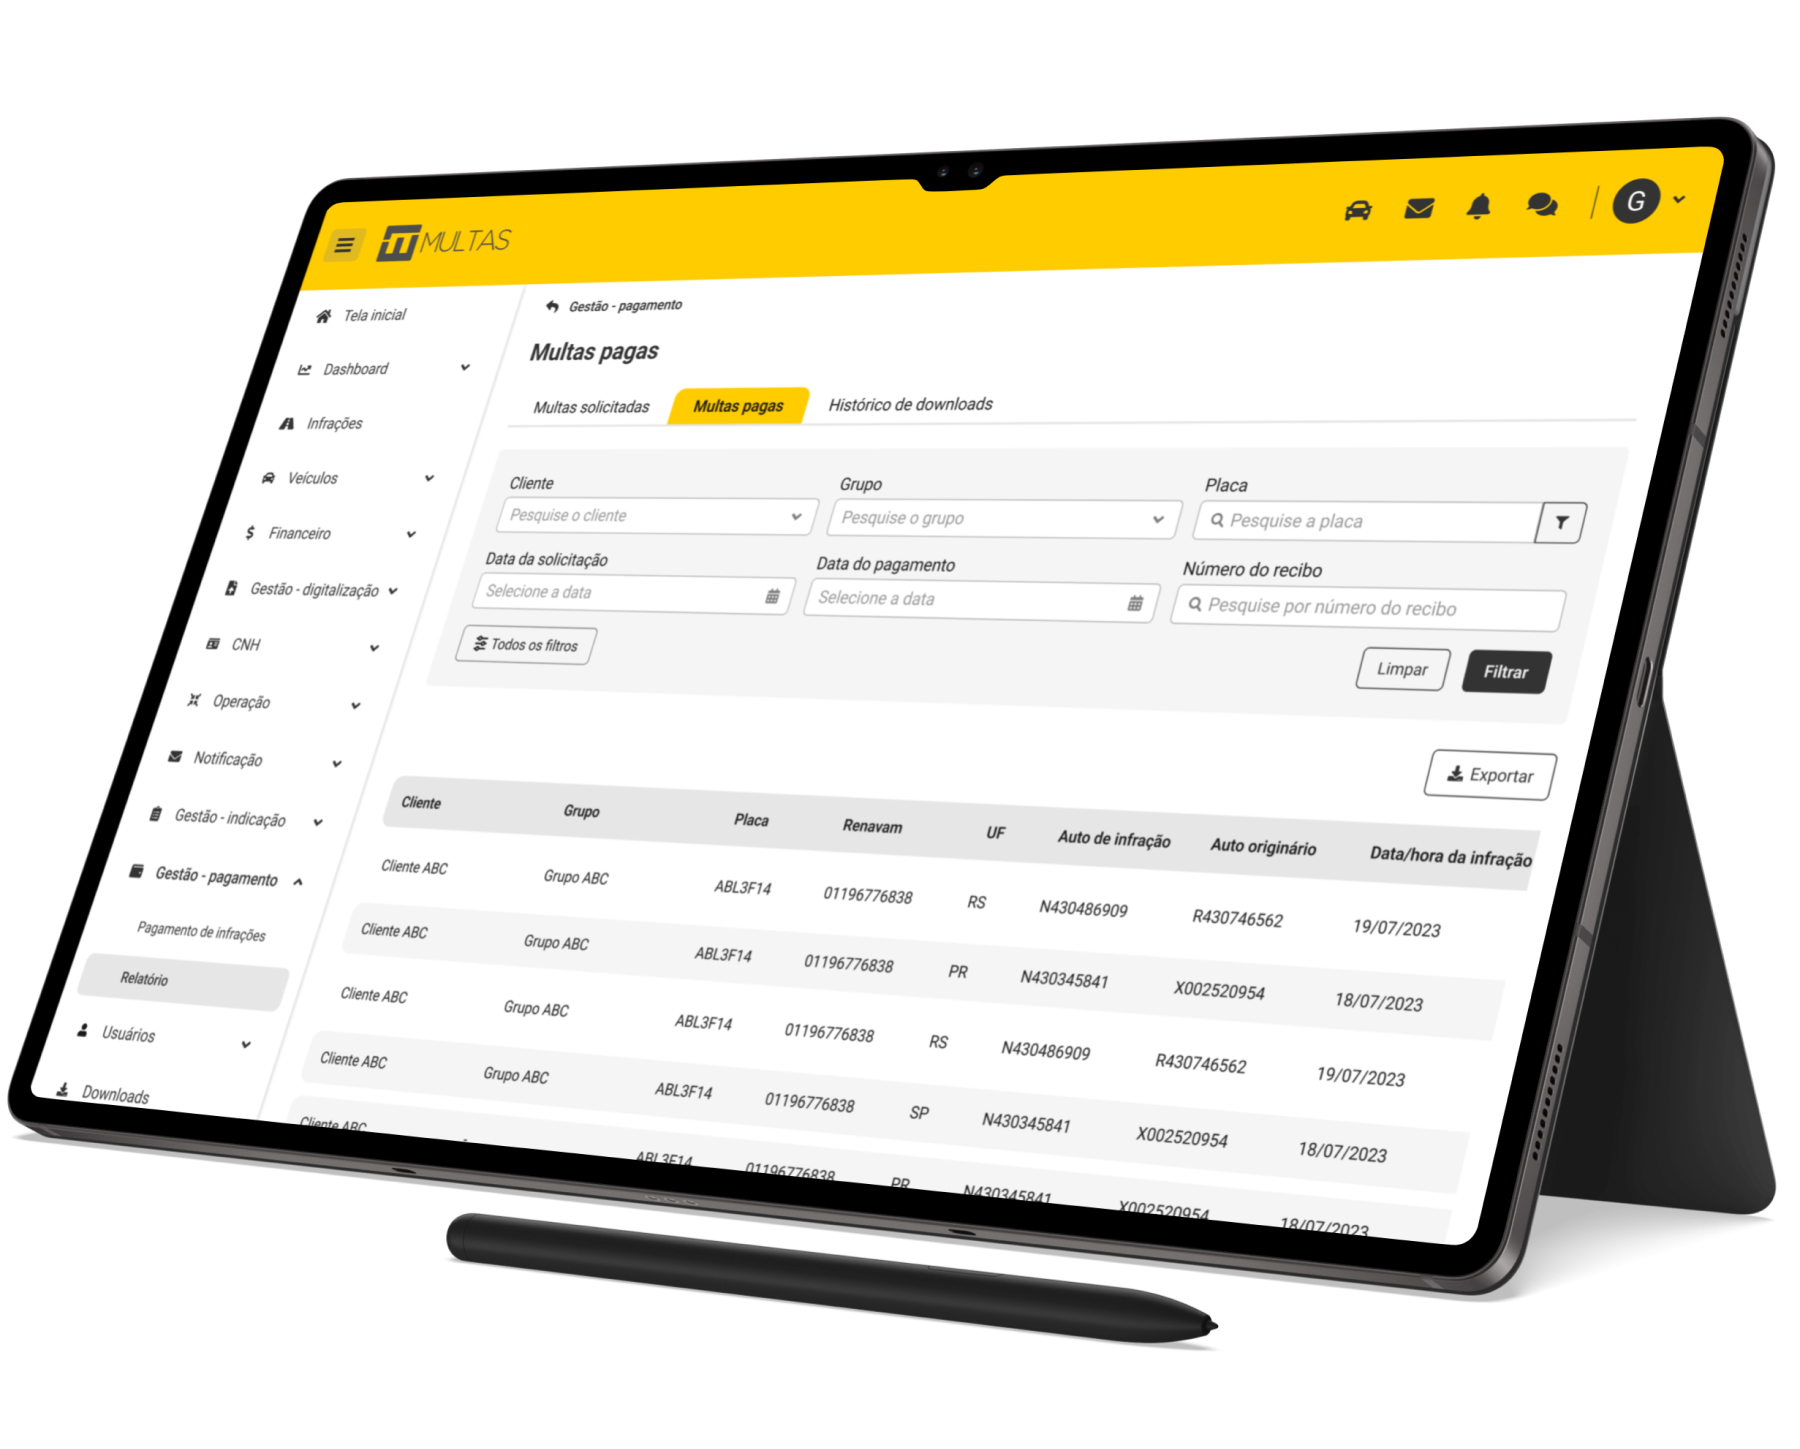 MULTAS
G
Tela inicial
Dashboard
Infrações
Veículos
Financeiro
Gestão - digitalização
CNH
Operação
Notificação
Gestão - indicação
Gestão - pagamento
Pagamento de infrações
Relatório
Usuários
Downloads
Gestão - pagamento
Multas pagas
Multas solicitadas Multas pagas Histórico de downloads
Cliente Grupo Placa
Pesquise o cliente Pesquise o grupo Pesquise a placa
Data da solicitação Data do pagamento Número do recibo
Selecione a data Selecione a data Pesquise por número do recibo
Todos os filtros Limpar Filtrar
Exportar
Cliente Grupo Placa Renavam UF Auto de infração Auto originário Data/hora da infração
Cliente ABC Grupo ABC ABL3F14 01196776838 RS N430486909 R430746562 19/07/2023
Cliente ABC Grupo ABC ABL3F14 01196776838 PR N430345841 X002520954 18/07/2023
Cliente ABC Grupo ABC ABL3F14 01196776838 RS N430486909 R430746562 19/07/2023
Cliente ABC Grupo ABC ABL3F14 01196776838 SP N430345841 X002520954 18/07/2023
Cliente ABC ABL3F14 01196776838 PR N430345841 X002520954 18/07/2023